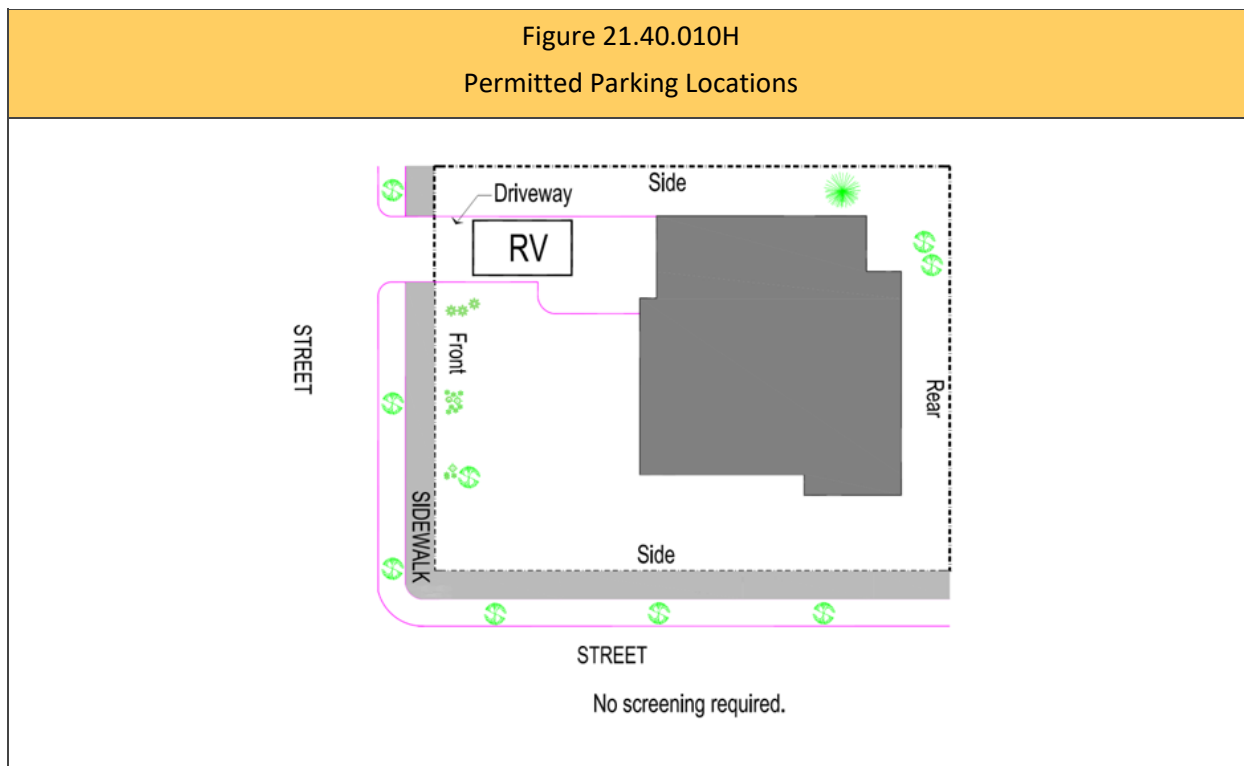 Figure 21.40.010H
Permitted Parking Locations
Side
Driveway
RV
STREET
Front
Rear
SIDEWALK
Side
STREET
No screening required.